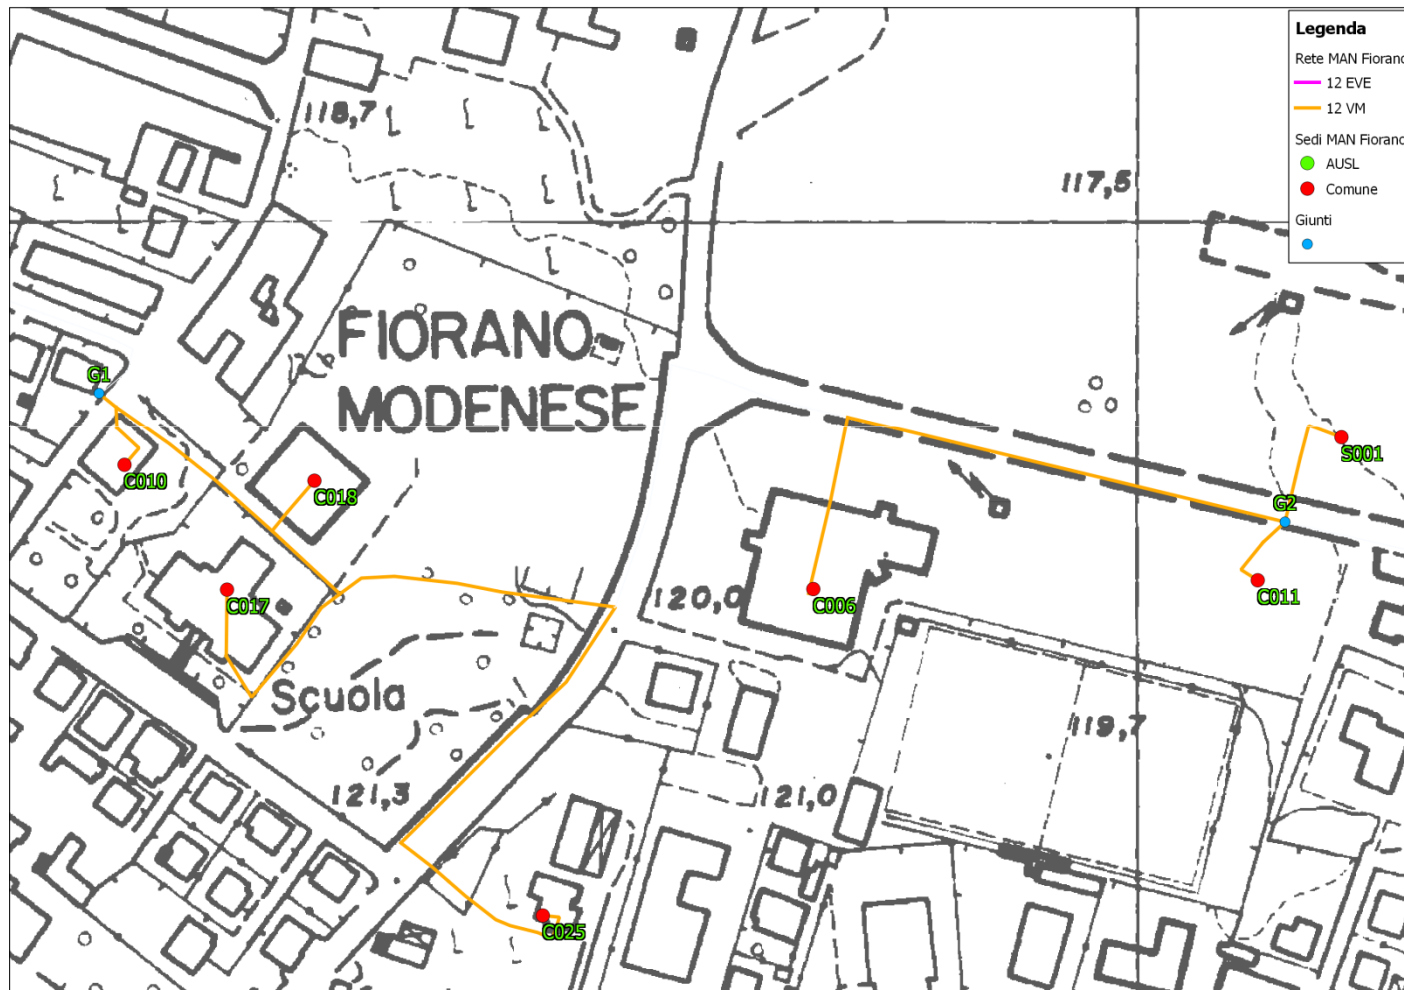 Legenda
Rete MAN Fiorano
12 EVE
12 VM
Sedi MAN Fiorano
AUSL
Comune
Giunti
118,7
117,5
FIORANO
MODENESE
G1
C010
C018
S001
G2
C017
120,0
C006
C011
Scuola
119,7
121,3
121,0
C025